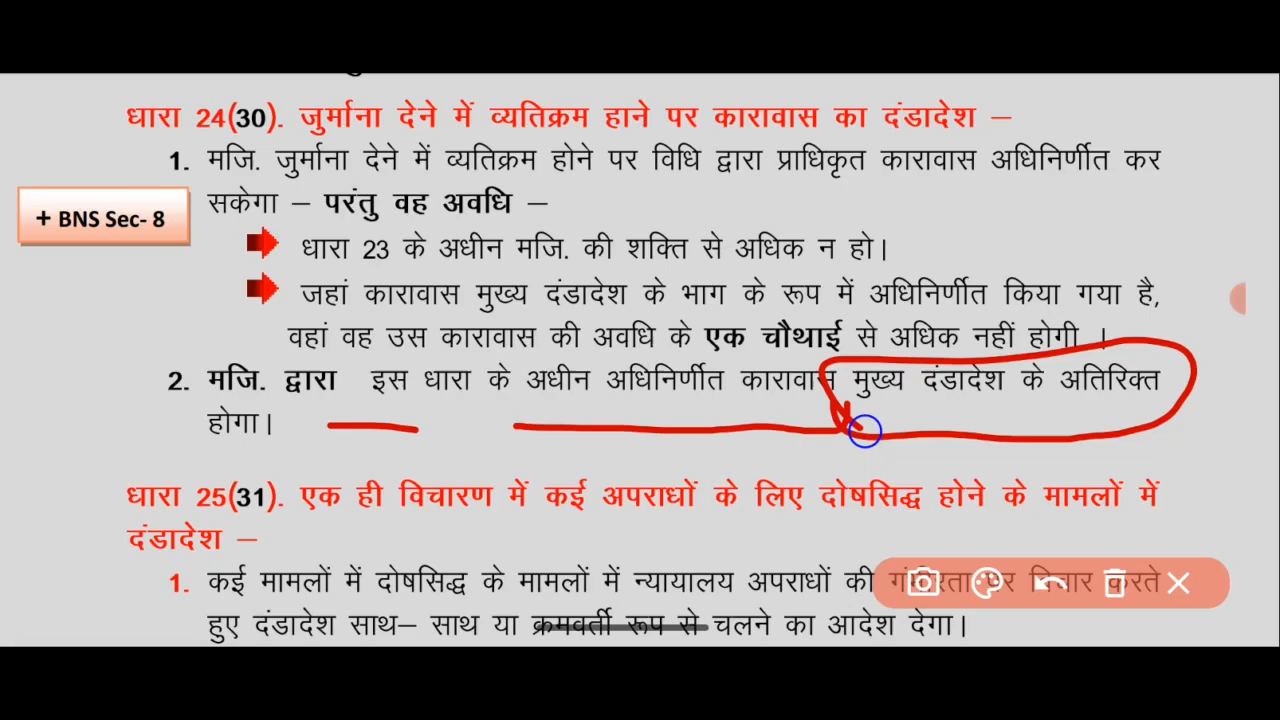 धारा 24(30). जुर्माना देने में व्यतिक्रम हाने पर कारावास का दंडादेश –
1. मजि. जुर्माना देने में व्यतिक्रम होने पर विधि द्वारा प्राधिकृत कारावास अधिनिर्णीत कर
सकेगा – परंतु वह अवधि –
+ BNS Sec- 8
धारा 23 के अधीन मजि. की शक्ति से अधिक न हो।
जहां कारावास मुख्य दंडादेश के भाग के रूप में अधिनिर्णीत किया गया है,
वहां वह उस कारावास की अवधि के एक चौथाई से अधिक नहीं होगी ।
2. मजि. द्वारा इस धारा के अधीन अधिनिर्णीत कारावास मुख्य दंडादेश के अतिरिक्त
होगा।
धारा 25(31). एक ही विचारण में कई अपराधों के लिए दोषसिद्ध होने के मामलों में
दंडादेश –
1. कई मामलों में दोषसिद्ध के मामलों में न्यायालय अपराधों की गंभीरता पर विचार करते
हुए दंडादेश साथ– साथ या क्रमवर्ती रूप से चलने का आदेश देगा।